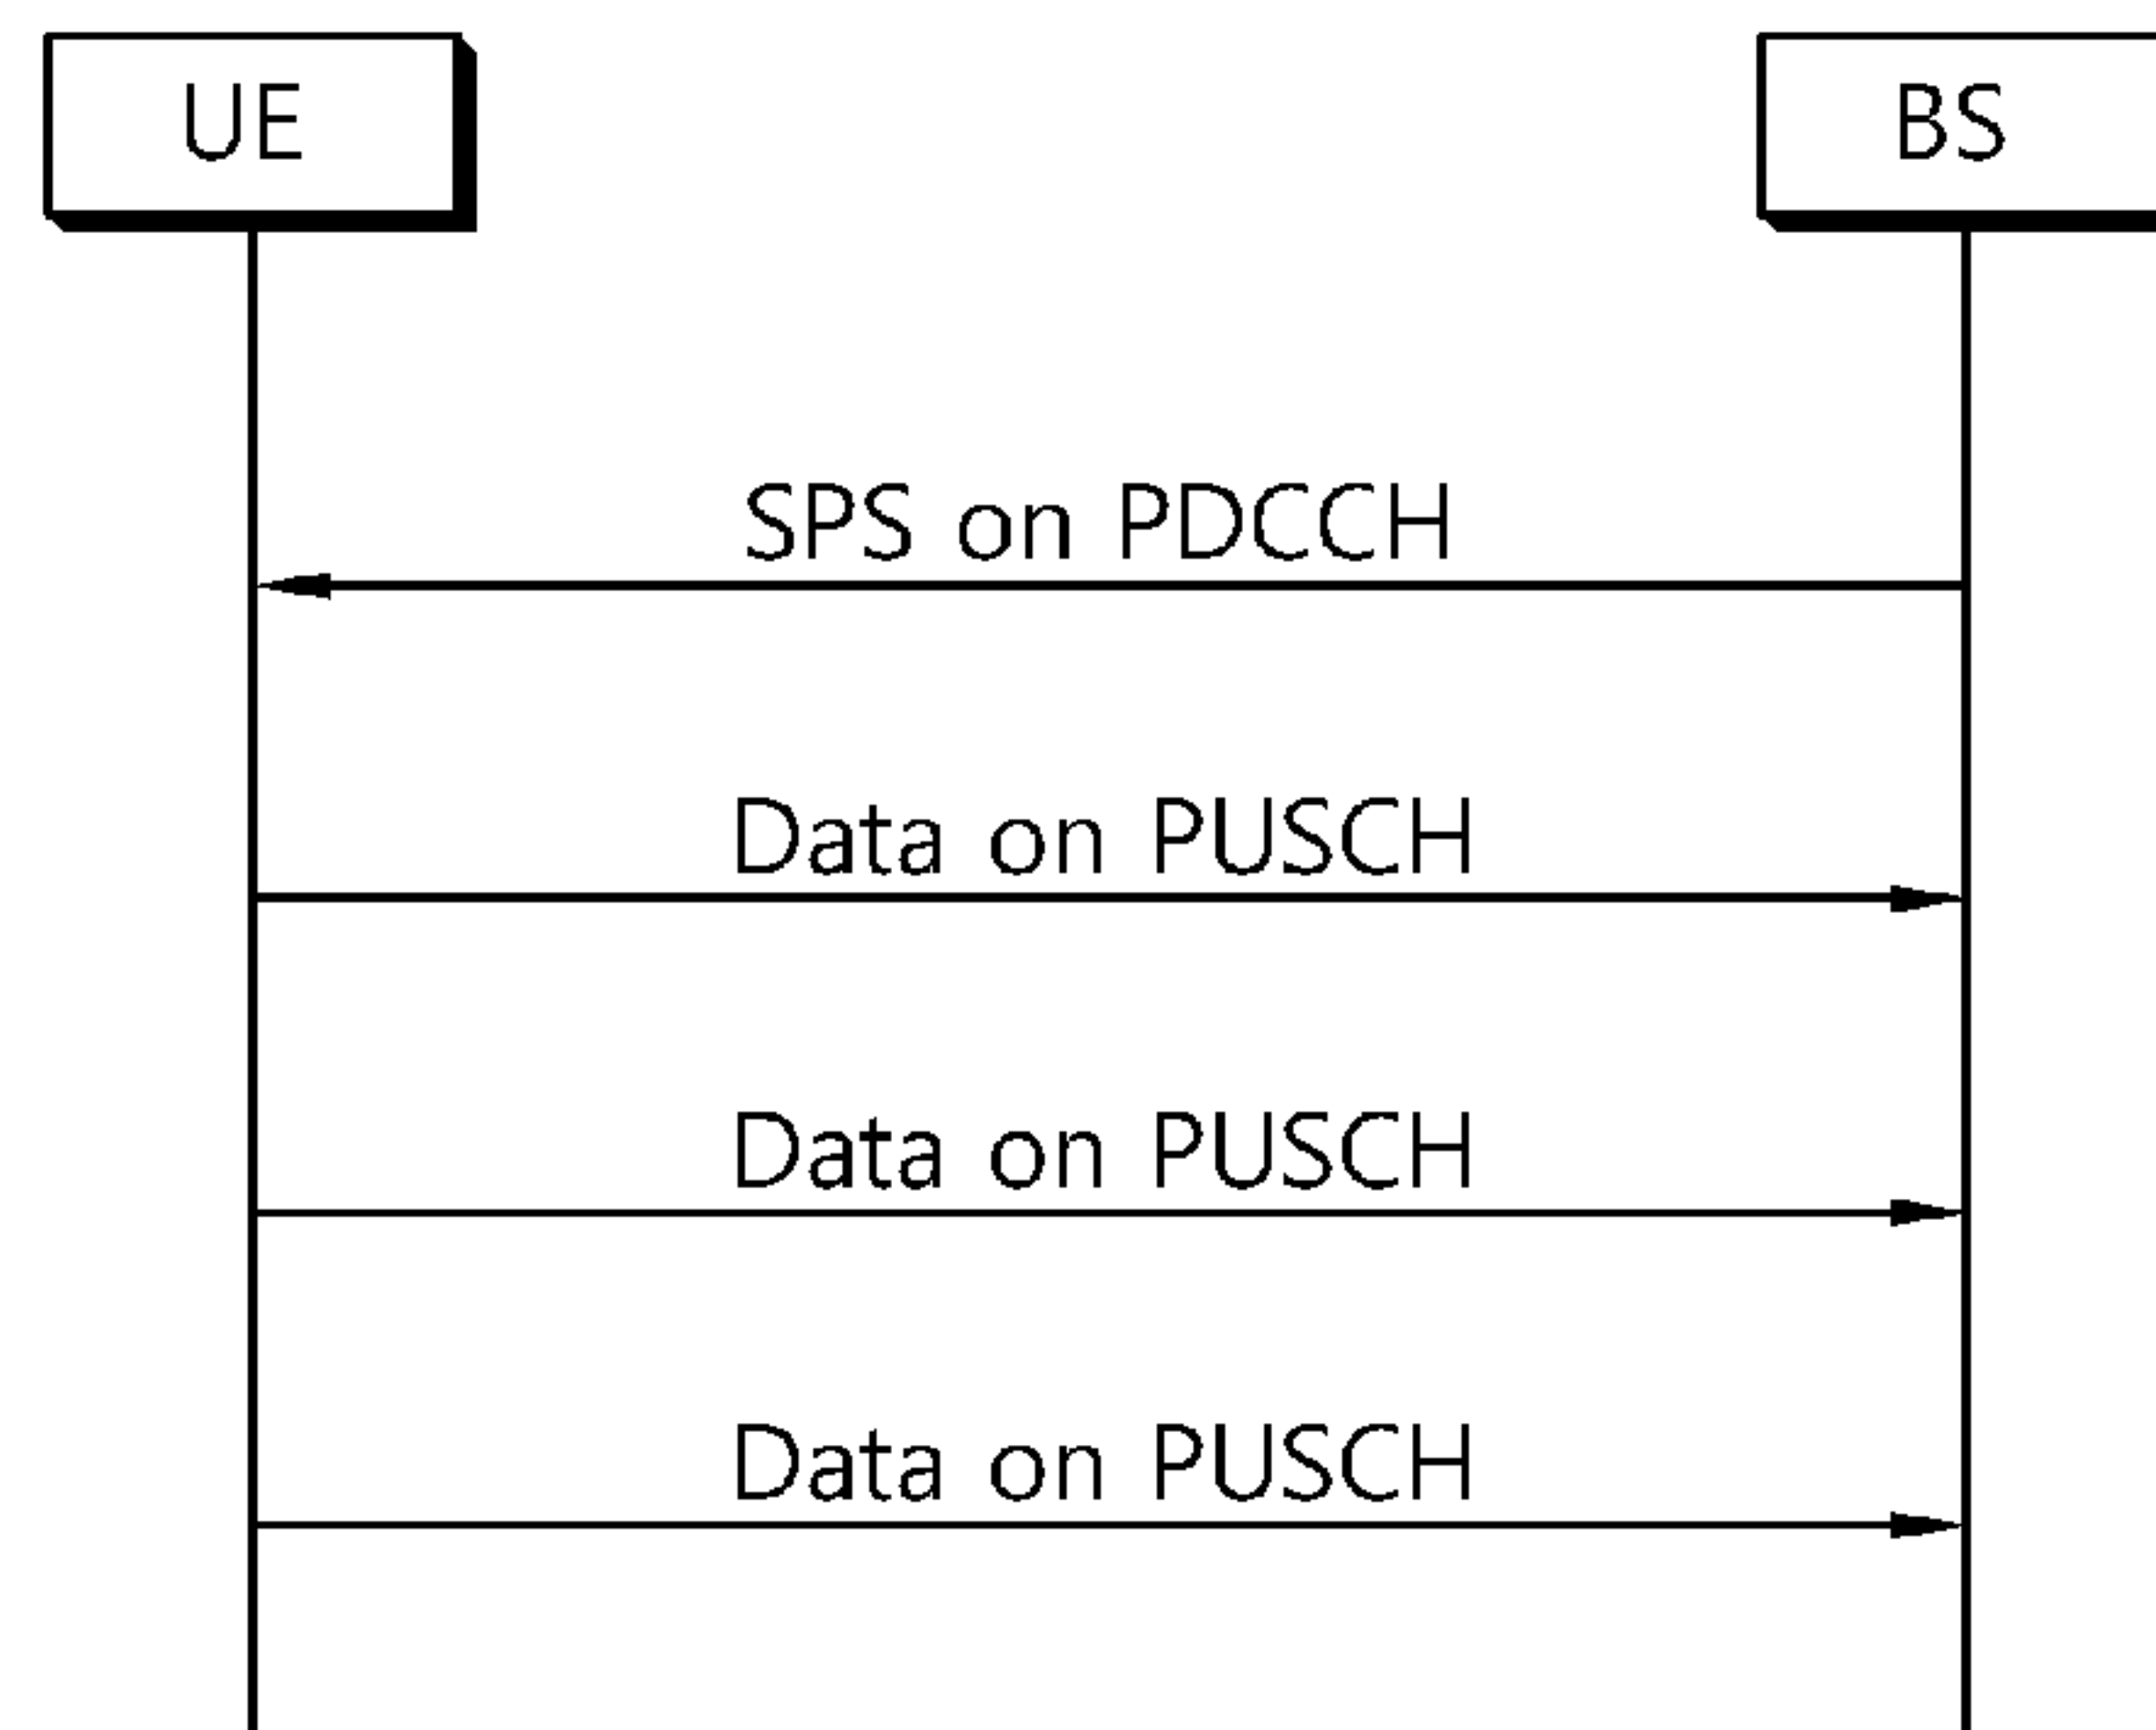 UE
BS
SPS on PDCCH
Data on PUSCH
Data on PUSCH
Data on PUSCH